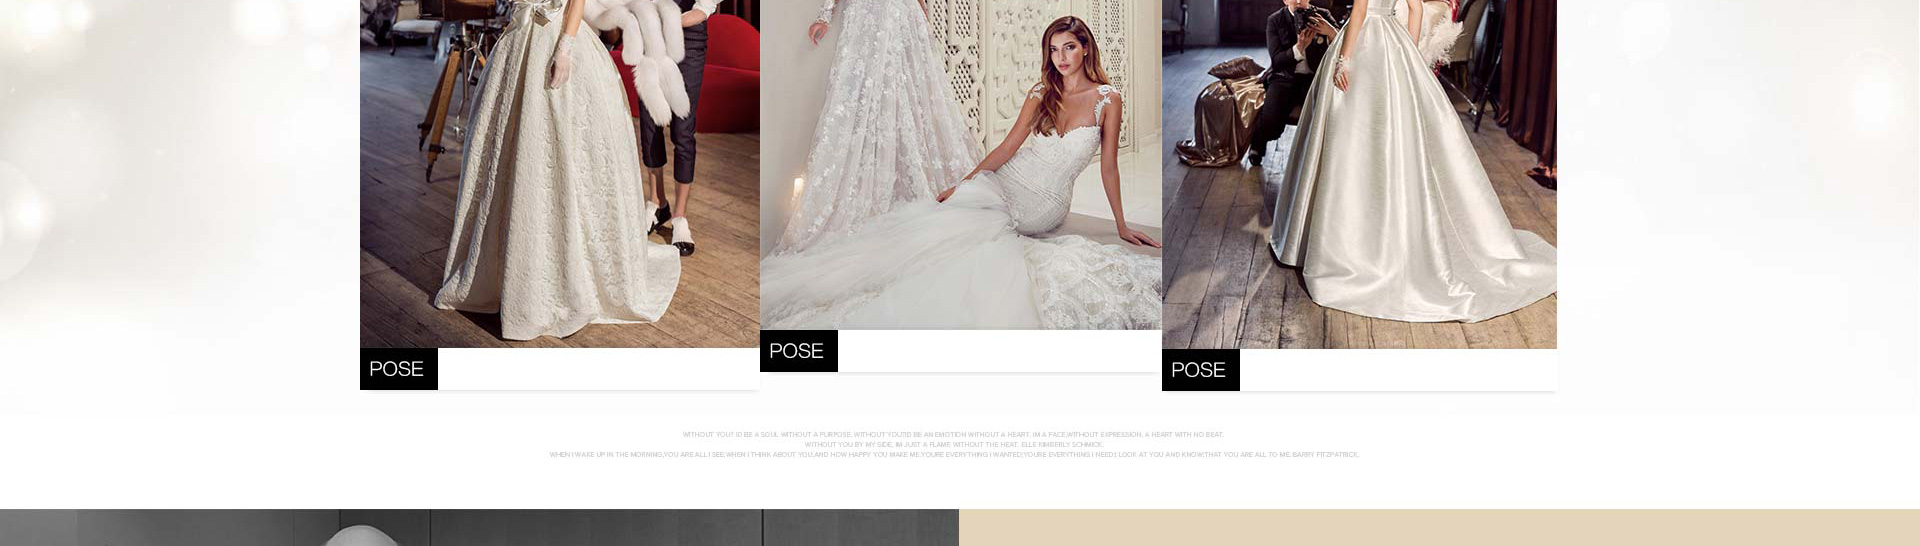 POSE
POSE
POSE
WITHOUT YOU? ID BE A SOUL WITHOUT A PURPOSE. WITHOUT YOU?ID BE AN EMOTION WITHOUT A HEART. IM A FACE,WITHOUT EXPRESSION, A HEART WITH NO BEAT.
WITHOUT YOU BY MY SIDE, IM JUST A FLAME WITHOUT THE HEAT. ELLE KIMBERLY SCHMICK.
WHEN I WAKE UP IN THE MORNING,YOU ARE ALL I SEE;WHEN I THINK ABOUT YOU,AND HOW HAPPY YOU MAKE ME.YOURE EVERYTHING I WANTED;YOURE EVERYTHING I NEED;I LOOK AT YOU AND KNOW;THAT YOU ARE ALL TO ME.BARRY FITZPATRICK.